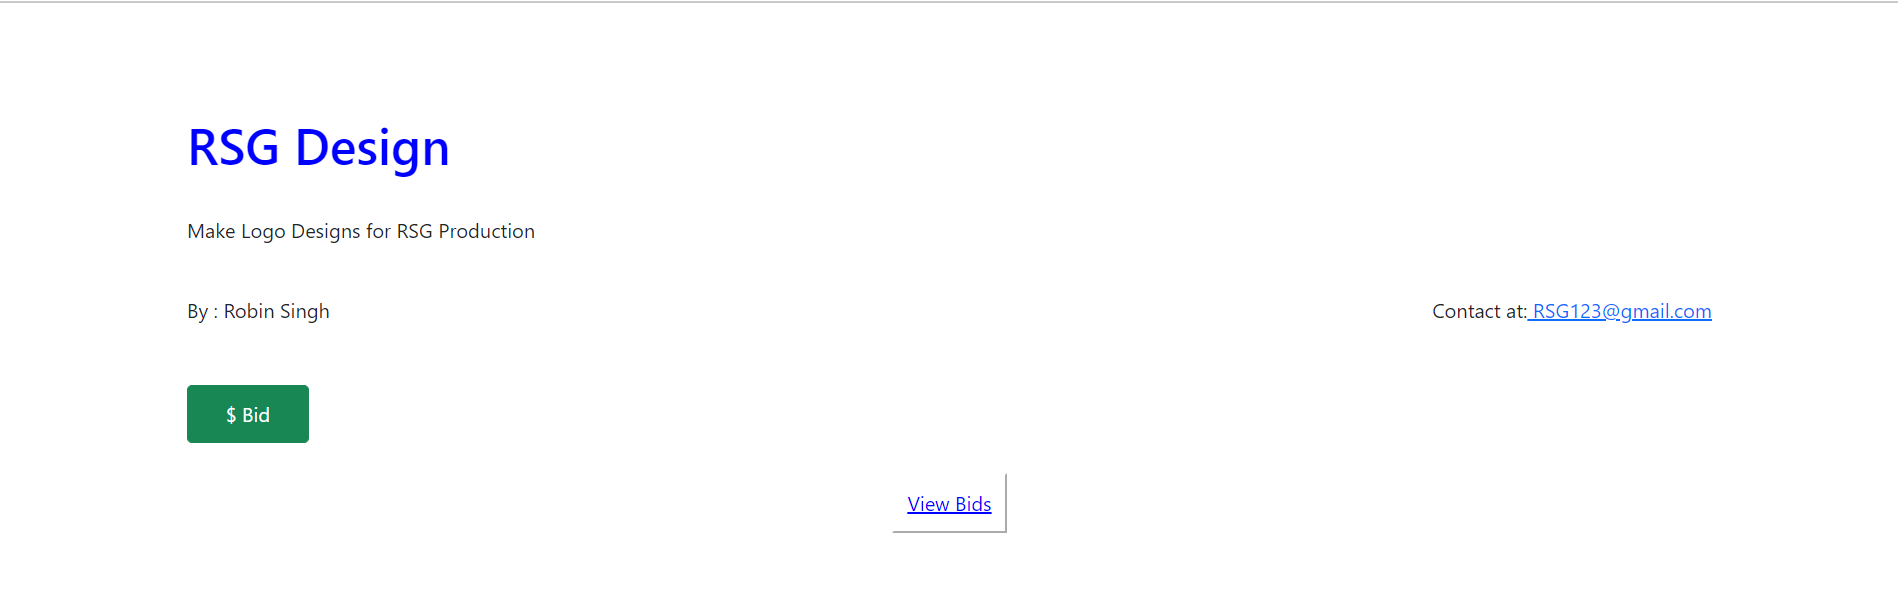 RSG Design
Make Logo Designs for RSG Production
By : Robin Singh
Contact at: RSG123@gmail.com
$ Bid
View Bids